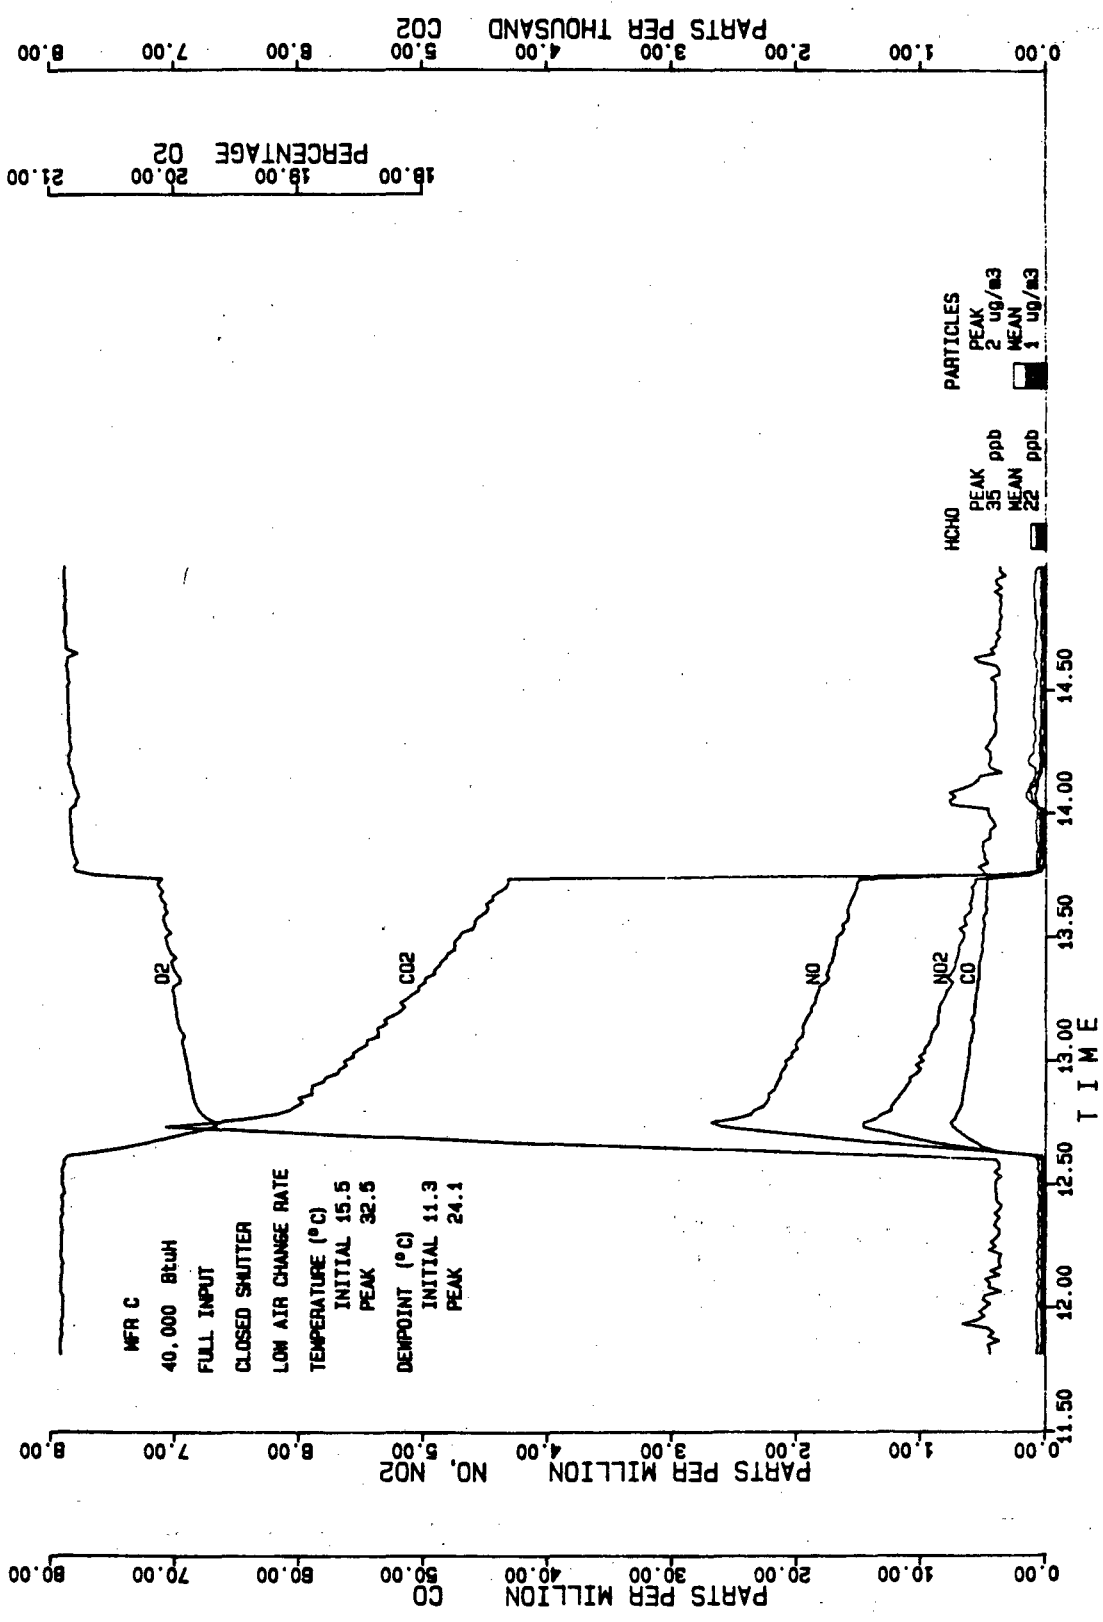 PARTS PER MILLION CO
80.00
70.00
60.00
50.00
40.00
30.00
20.00
10.00
0.00
PARTS PER MILLION NO, NO2
8.00
7.00
6.00
5.00
4.00
3.00
2.00
1.00
0.00
MFR C
40,000 BtuH
FULL INPUT
CLOSED SHUTTER
LOW AIR CHANGE RATE
TEMPERATURE (°C)
INITIAL 15.5
PEAK 32.5
DEWPOINT (°C)
INITIAL 11.3
PEAK 24.1
O2
CO2
NO
NO2
CO
HCHO
PEAK
35 ppb
MEAN
22 ppb
PARTICLES
PEAK
2 ug/m3
MEAN
1 ug/m3
PERCENTAGE O2
21.00
20.00
19.00
18.00
PARTS PER THOUSAND CO2
8.00
7.00
6.00
5.00
4.00
3.00
2.00
1.00
0.00
11.50 12.00 12.50 13.00 13.50 14.00 14.50
TIME